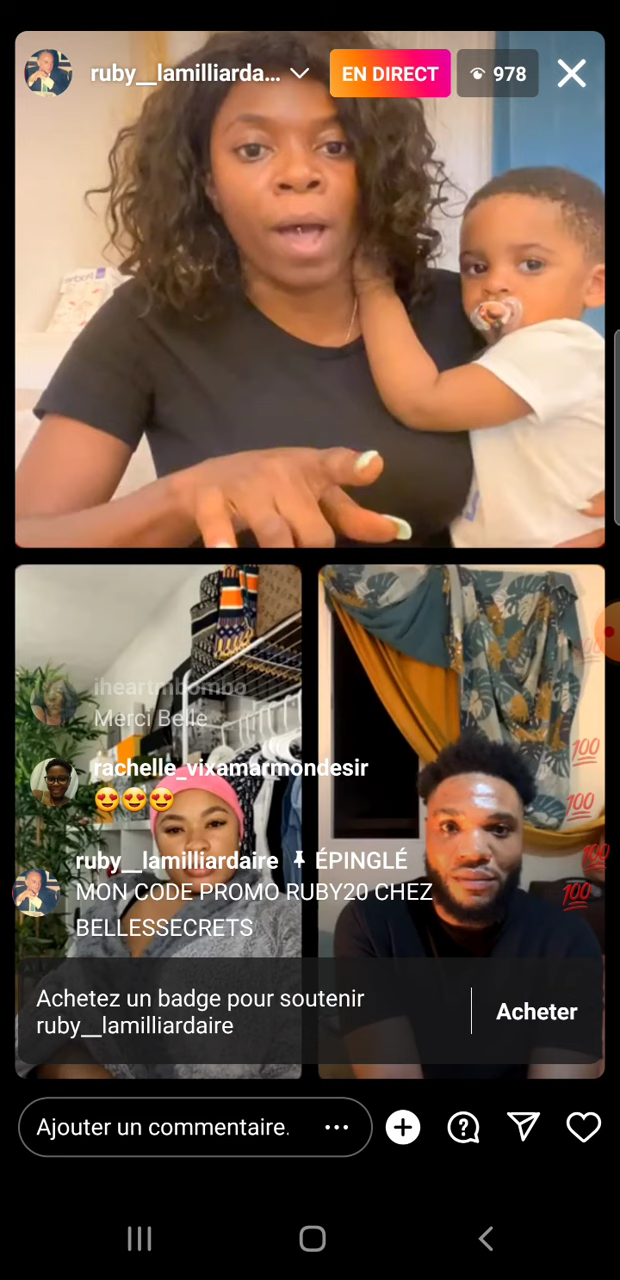 ruby__lamilliarda...
EN DIRECT
978
iheartmbombo
Merci Belle
rachelle_vixamarmondesir
😍😍😍
ruby__lamilliardaire ÉPINGLÉ
MON CODE PROMO RUBY20 CHEZ
BELLESSECRETS
💯
💯
💯
💯
Achetez un badge pour soutenir
ruby__lamilliardaire
Acheter
Ajouter un commentaire.